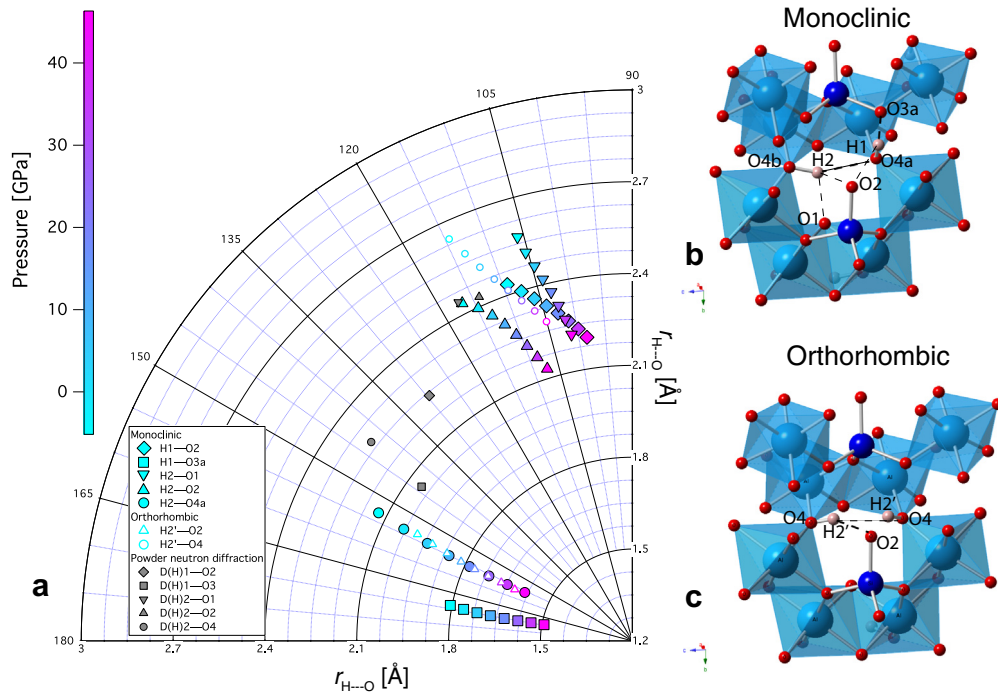 Pressure [GPa]
40
30
20
10
0
a
90
105
120
135
150
165
180
3
2.7
2.4
2.1
1.8
1.5
1.2
r H---O [Å]
3
2.7
2.4
2.1
1.8
1.5
r H---O [Å]
Monoclinic
H1—O2
H1—O3a
H2—O1
H2—O2
H2—O4a
Orthorhombic
H2'—O2
H2'—O4
Powder neutron diffraction
D(H)1—O2
D(H)1—O3
D(H)2—O1
D(H)2—O2
D(H)2—O4
Monoclinic
O3a
H1
O4b
H2
O4a
O2
O1
b
Orthorhombic
H2'
O4
O4
H2'
O2
c